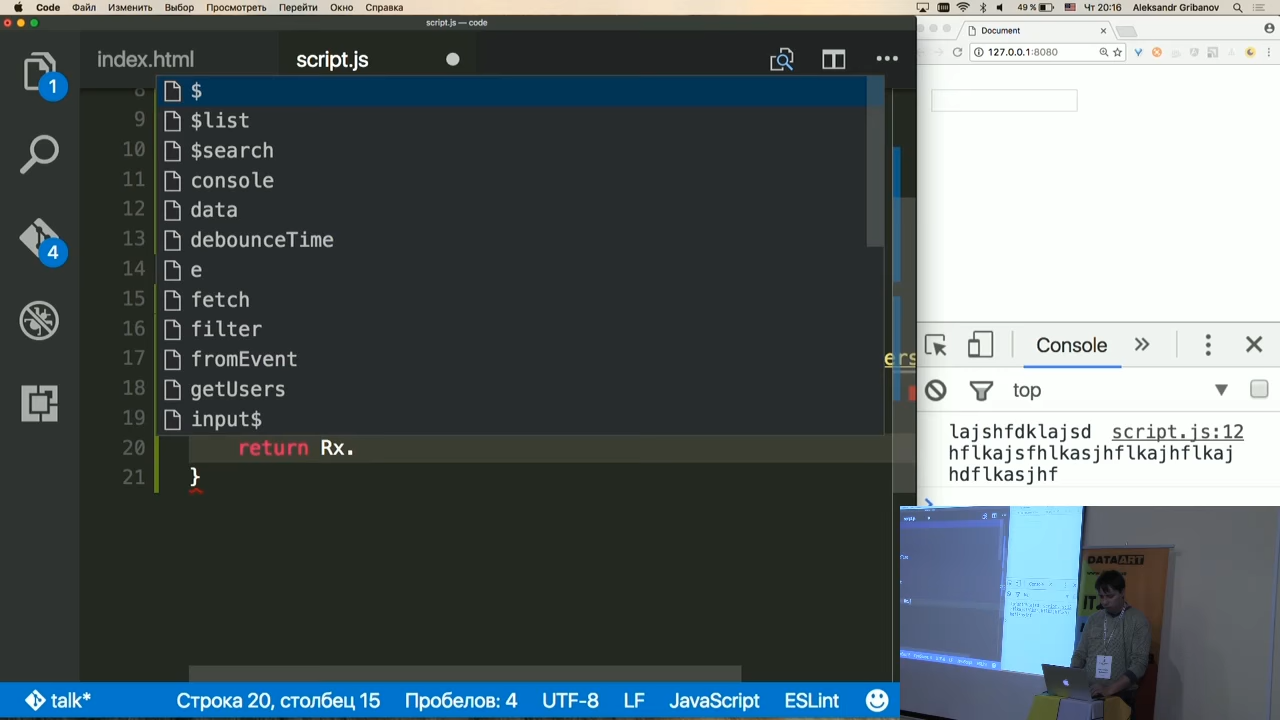 Code Файл Изменить Выбор Просмотреть Перейти Окно Справка 49 % Чт 20:16 Aleksandr Gribanov
script.js — code
Document
127.0.0.1:8080
index.html script.js
1
4
8
9
10
11
12
13
14
15
16
17
18
19
$
$list
$search
console
data
debounceTime
e
fetch
filter
fromEvent
getUsers
input$
ers
20 return Rx.
21 }
Console
top
lajshfdklajsd script.js:12
hflkajsfhlkasjhflkajhflkaj
hdflkasjhf
DATAART
IT
talk* Строка 20, столбец 15 Пробелов: 4 UTF-8 LF JavaScript ESLint